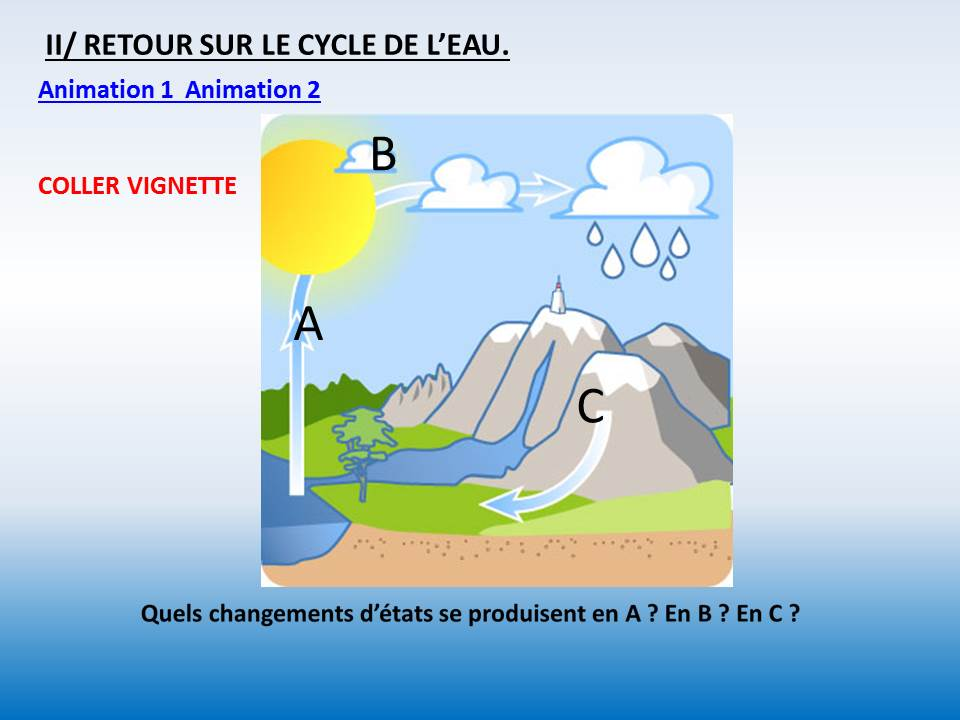 II/ RETOUR SUR LE CYCLE DE L’EAU.
Animation 1  Animation 2
B
COLLER VIGNETTE
A
C
Quels changements d’états se produisent en A ? En B ? En C ?